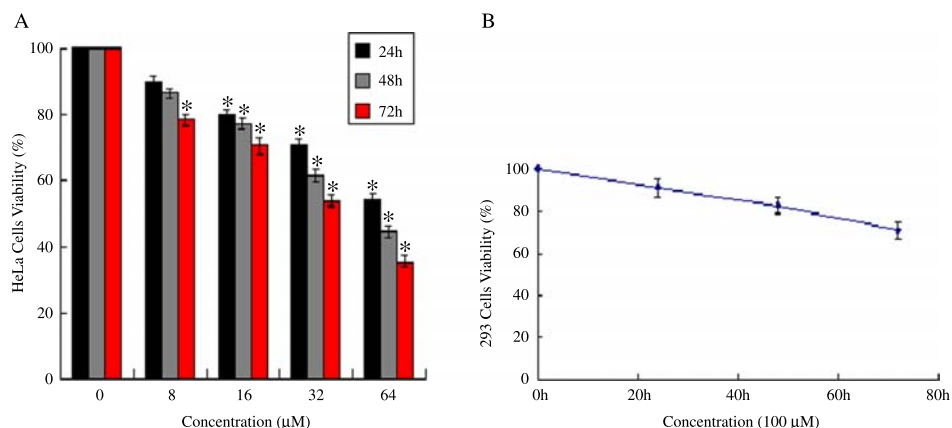 A
HeLa Cells Viability (%)
100
80
60
40
20
0
24h
48h
72h
*
* *
*
*
*
*
*
*
*
0 8 16 32 64
Concentration (µM)
B
293 Cells Viability (%)
100
80
60
40
20
0
0h 20h 40h 60h 80h
Concentration (100 µM)